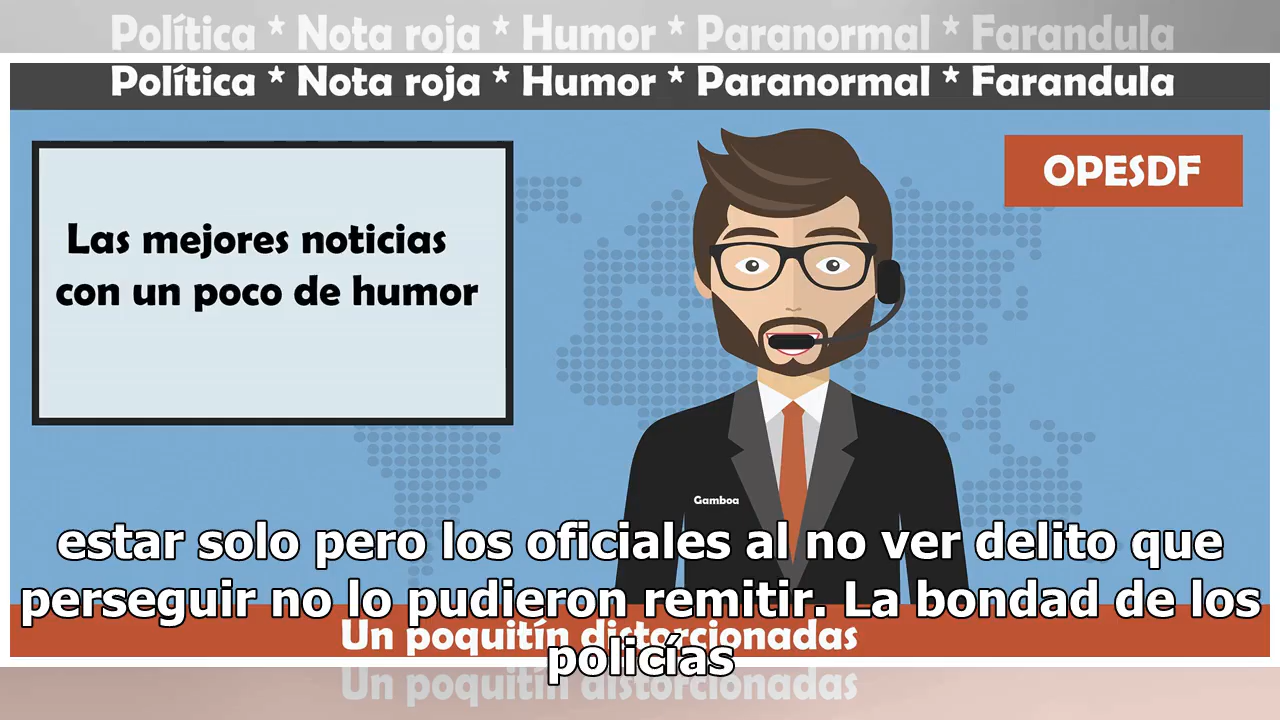 Política * Nota roja * Humor * Paranormal * Farandula
Política * Nota roja * Humor * Paranormal * Farandula
OPESDF
Las mejores noticias
con un poco de humor
Gamboa
estar solo pero los oficiales al no ver delito que
perseguir no lo pudieron remitir. La bondad de los
policías
Un poquitín distorcionadas
Un poquitín distorcionadas